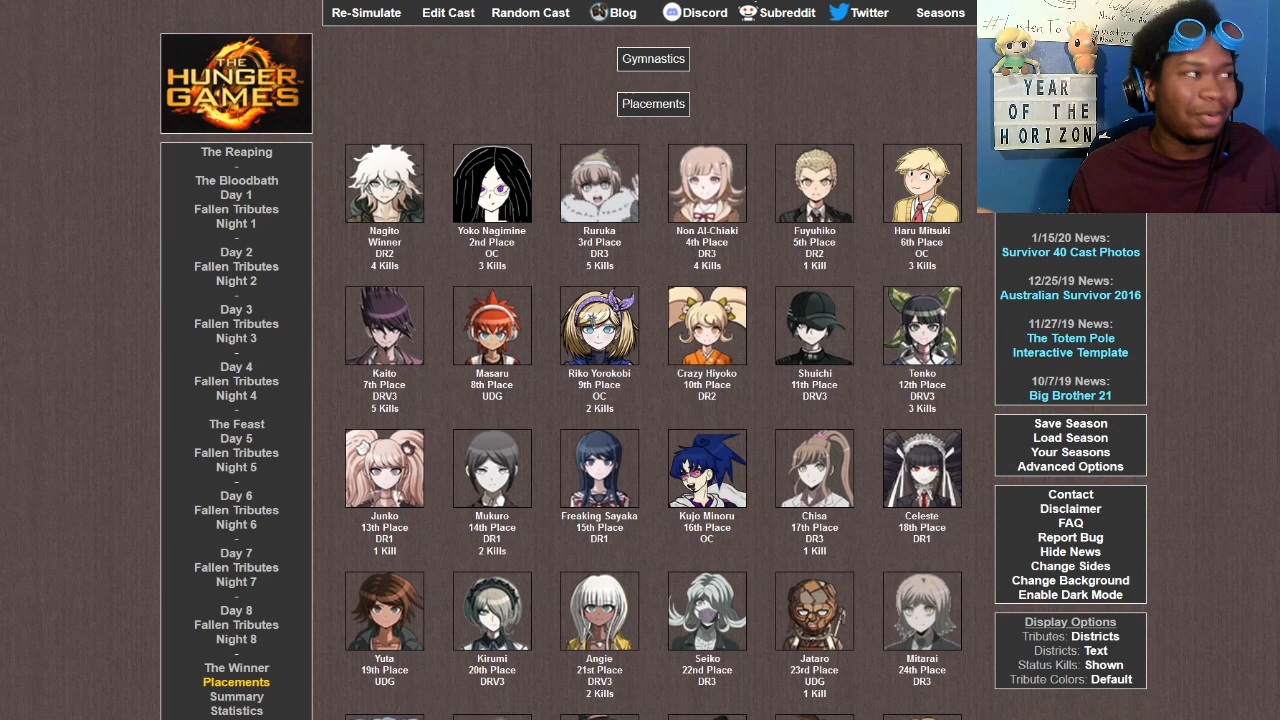 Re-Simulate Edit Cast Random Cast Blog Discord Subreddit Twitter Seasons
THE
HUNGER
GAMES
The Reaping
-
The Bloodbath
Day 1
Fallen Tributes
Night 1
-
Day 2
Fallen Tributes
Night 2
-
Day 3
Fallen Tributes
Night 3
-
Day 4
Fallen Tributes
Night 4
-
The Feast
Day 5
Fallen Tributes
Night 5
-
Day 6
Fallen Tributes
Night 6
-
Day 7
Fallen Tributes
Night 7
-
Day 8
Fallen Tributes
Night 8
-
The Winner
Placements
Summary
Statistics
Gymnastics
Placements
Nagito
Winner
DR2
4 Kills
Yoko Nagimine
2nd Place
OC
3 Kills
Ruruka
3rd Place
DR3
5 Kills
Non AI-Chiaki
4th Place
DR3
4 Kills
Fuyuhiko
5th Place
DR2
1 Kill
Haru Mitsuki
6th Place
OC
3 Kills
Kaito
7th Place
DRV3
5 Kills
Masaru
8th Place
UDG
Riko Yorokobi
9th Place
OC
2 Kills
Crazy Hiyoko
10th Place
DR2
Shuichi
11th Place
DRV3
Tenko
12th Place
DRV3
3 Kills
Junko
13th Place
DR1
1 Kill
Mukuro
14th Place
DR1
2 Kills
Freaking Sayaka
15th Place
DR1
Kujo Minoru
16th Place
OC
Chisa
17th Place
DR3
1 Kill
Celeste
18th Place
DR1
Yuta
19th Place
UDG
Kirumi
20th Place
DRV3
Angie
21st Place
DRV3
2 Kills
Seiko
22nd Place
DR3
Jataro
23rd Place
UDG
1 Kill
Mitarai
24th Place
DR3
YEAR
OF THE
HORIZON
1/15/20 News:
Survivor 40 Cast Photos
12/25/19 News:
Australian Survivor 2016
11/27/19 News:
The Totem Pole
Interactive Template
10/7/19 News:
Big Brother 21
Save Season
Load Season
Your Seasons
Advanced Options
Contact
Disclaimer
FAQ
Report Bug
Hide News
Change Sides
Change Background
Enable Dark Mode
Display Options
Tributes: Districts
Districts: Text
Status Kills: Shown
Tribute Colors: Default